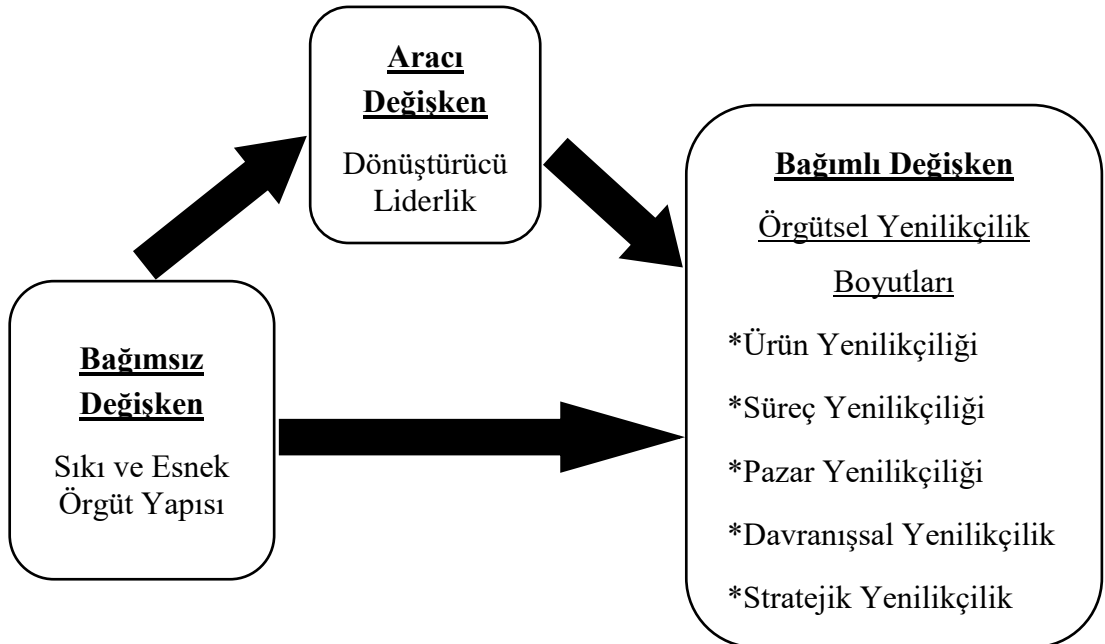 Aracı
Değişken
Dönüştürücü
Liderlik
Bağımsız
Değişken
Sıkı ve Esnek
Örgüt Yapısı
Bağımlı Değişken
Örgütsel Yenilikçilik
Boyutları
*Ürün Yenilikçiliği
*Süreç Yenilikçiliği
*Pazar Yenilikçiliği
*Davranışsal Yenilikçilik
*Stratejik Yenilikçilik